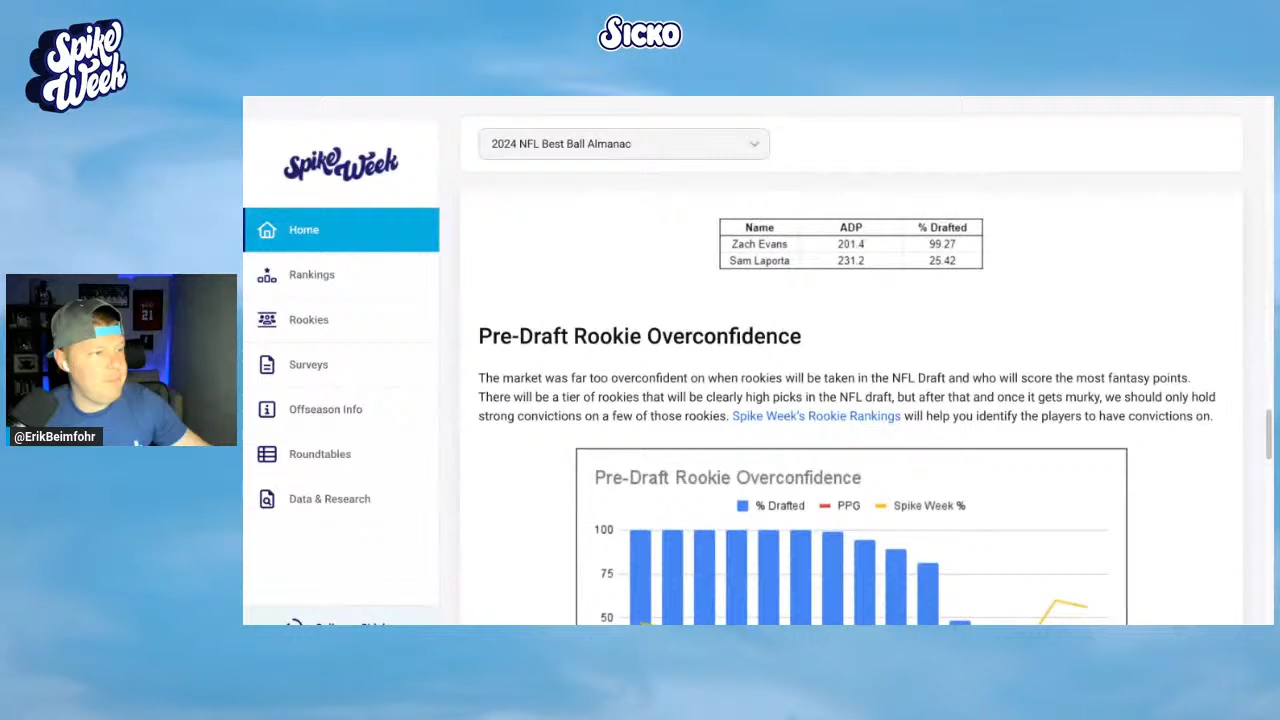 Spike
Week
SICKO
Spike Week
Home
Rankings
Rookies
Surveys
Offseason Info
Roundtables
Data & Research
2024 NFL Best Ball Almanac
Name ADP % Drafted
Zach Evans 201.4 99.27
Sam Laporta 231.2 25.42
Pre-Draft Rookie Overconfidence
The market was far too overconfident on when rookies will be taken in the NFL Draft and who will score the most fantasy points.
There will be a tier of rookies that will be clearly high picks in the NFL draft, but after that and once it gets murky, we should only hold
strong convictions on a few of those rookies. Spike Week's Rookie Rankings will help you identify the players to have convictions on.
Pre-Draft Rookie Overconfidence
% Drafted PPG Spike Week %
100
75
50
21
@ErikBeimfohr